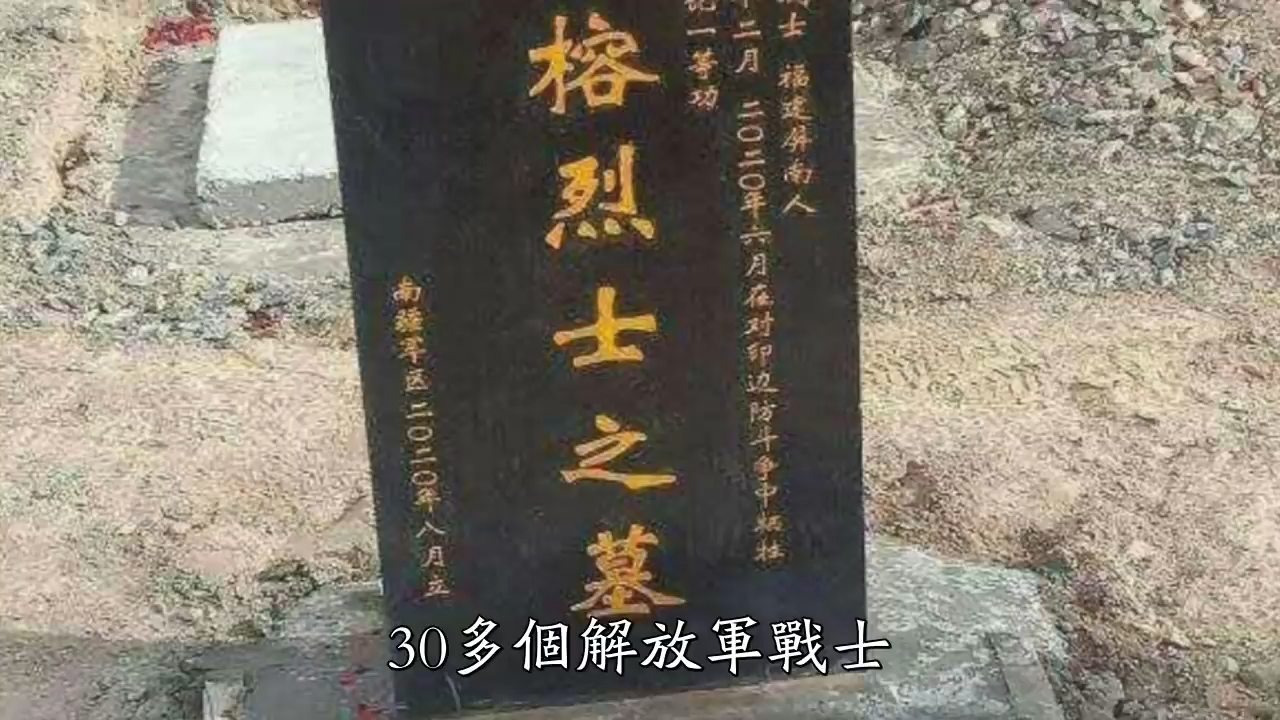 士 福建屏南人
二月 二〇二〇年六月在对印边防斗争中牺牲
记一等功
榕烈士之墓
南疆军区二〇二〇年八月立
30多個解放軍戰士